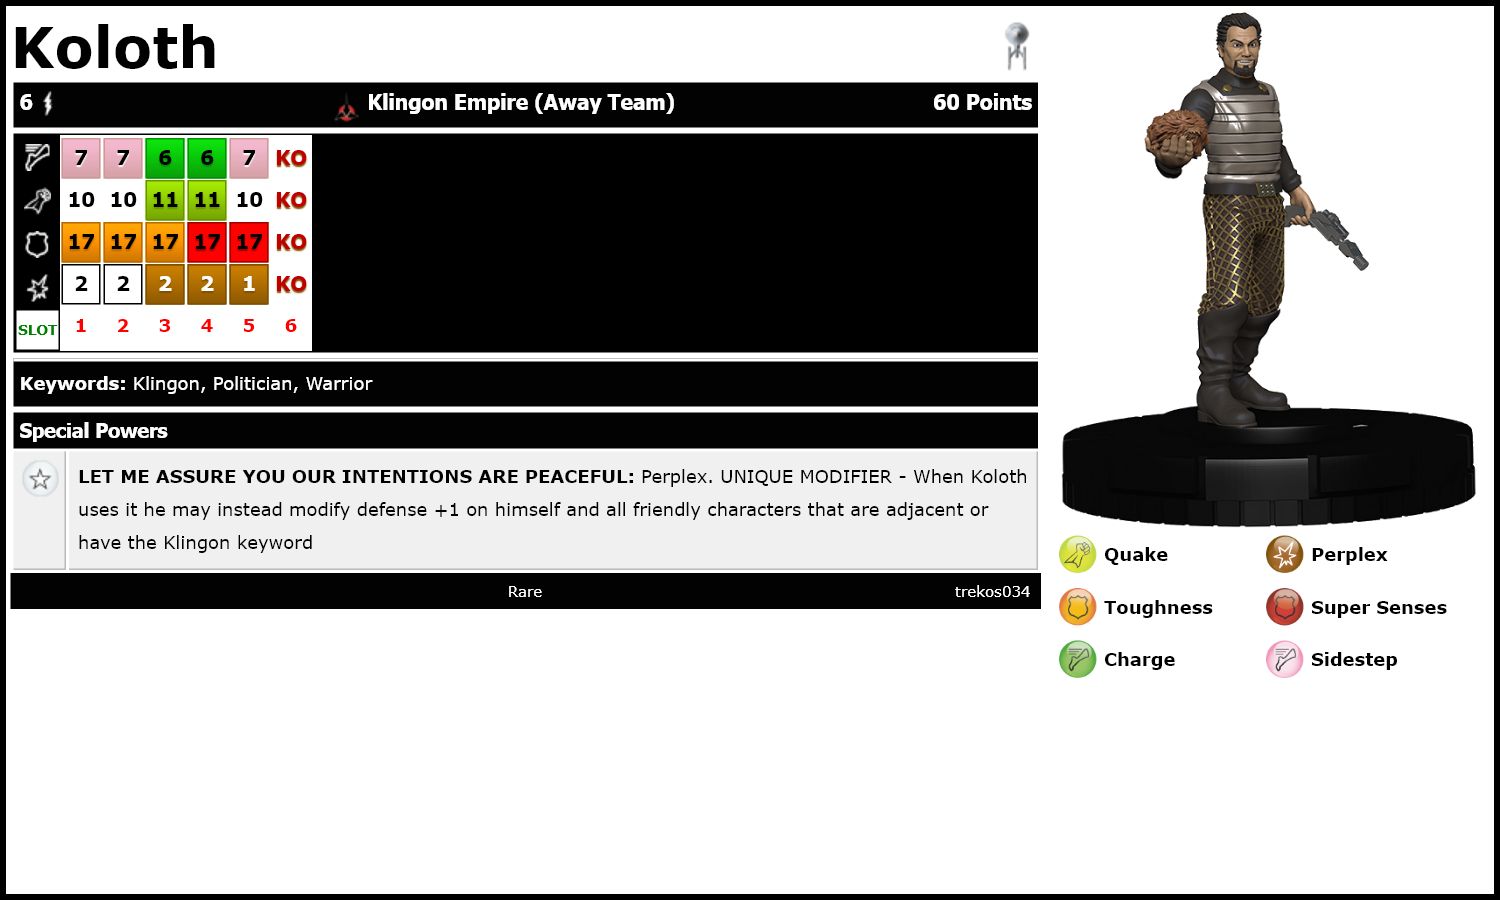 Koloth
6 Klingon Empire (Away Team) 60 Points
7 7 6 6 7 KO
10 10 11 11 10 KO
17 17 17 17 17 KO
2 2 2 2 1 KO
SLOT 1 2 3 4 5 6
Keywords: Klingon, Politician, Warrior
Special Powers
LET ME ASSURE YOU OUR INTENTIONS ARE PEACEFUL: Perplex. UNIQUE MODIFIER - When Koloth
uses it he may instead modify defense +1 on himself and all friendly characters that are adjacent or
have the Klingon keyword
Rare trekos034
Quake Perplex
Toughness Super Senses
Charge Sidestep